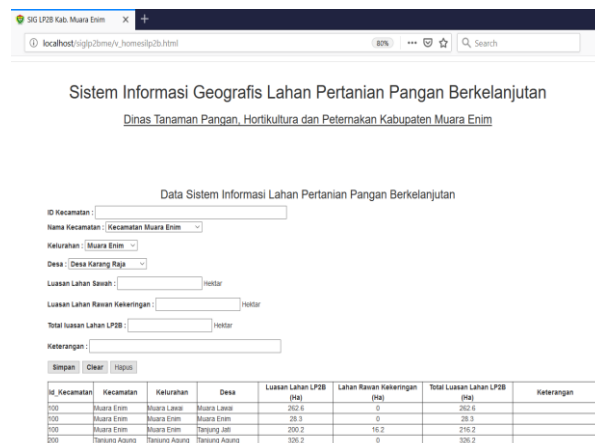 SIG LP2B Kab. Muara Enim
localhost/siglp2bme/v_homesilp2b.html 80% Search
Sistem Informasi Geografis Lahan Pertanian Pangan Berkelanjutan
Dinas Tanaman Pangan, Hortikultura dan Peternakan Kabupaten Muara Enim
Data Sistem Informasi Lahan Pertanian Pangan Berkelanjutan
ID Kecamatan :
Nama Kecamatan : Kecamatan Muara Enim
Kelurahan : Muara Enim
Desa : Desa Karang Raja
Luasan Lahan Sawah : Hektar
Luasan Lahan Rawan Kekeringan : Hektar
Total luasan Lahan LP2B : Hektar
Keterangan :
Simpan Clear Hapus
Id_Kecamatan Kecamatan Kelurahan Desa Luasan Lahan LP2B (Ha) Lahan Rawan Kekeringan (Ha) Total Luasan Lahan LP2B (Ha) Keterangan
100 Muara Enim Muara Lawai Muara Lawai 262.6 0 262.6
100 Muara Enim Muara Enim Muara Enim 28.3 0 28.3
100 Muara Enim Muara Enim Tanjung Jati 200.2 16.2 216.2
200 Tanjung Agung Tanjung Agung Tanjung Agung 326.2 0 326.2